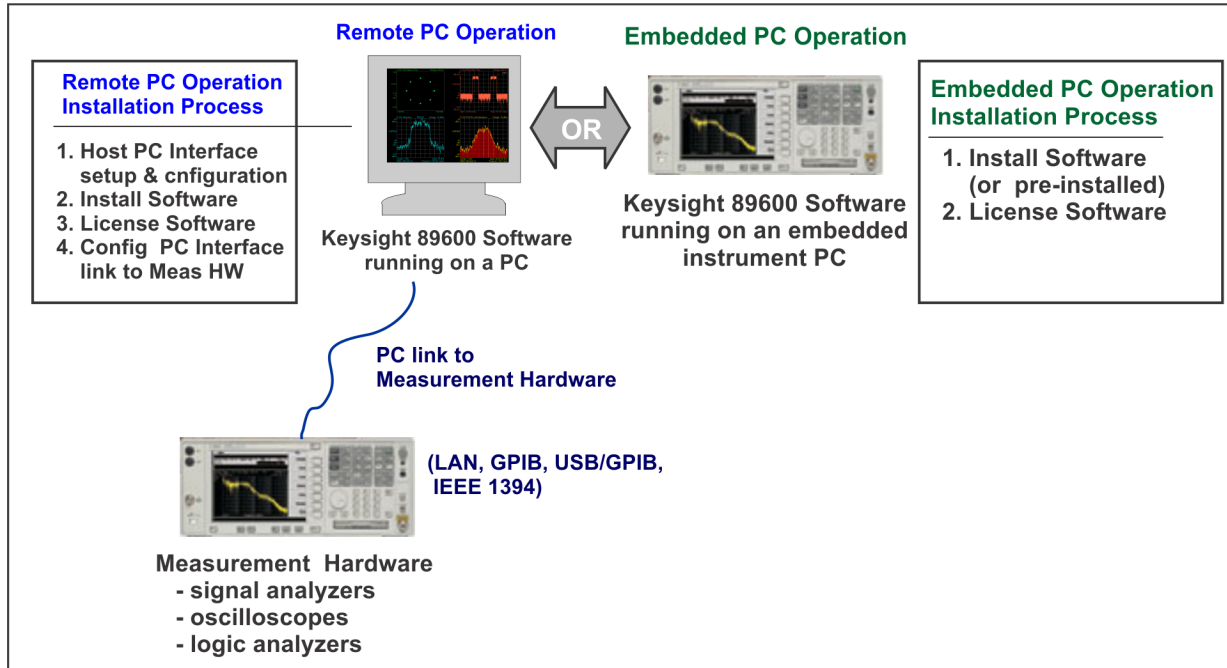 Remote PC Operation
Embedded PC Operation
Remote PC Operation
Installation Process
1. Host PC Interface
setup & cnfiguration
2. Install Software
3. License Software
4. Config PC Interface
link to Meas HW
OR
Keysight 89600 Software
running on a PC
Keysight 89600 Software
running on an embedded
instrument PC
Embedded PC Operation
Installation Process
1. Install Software
(or pre-installed)
2. License Software
PC link to
Measurement Hardware
(LAN, GPIB, USB/GPIB,
IEEE 1394)
Measurement Hardware
- signal analyzers
- oscilloscopes
- logic analyzers